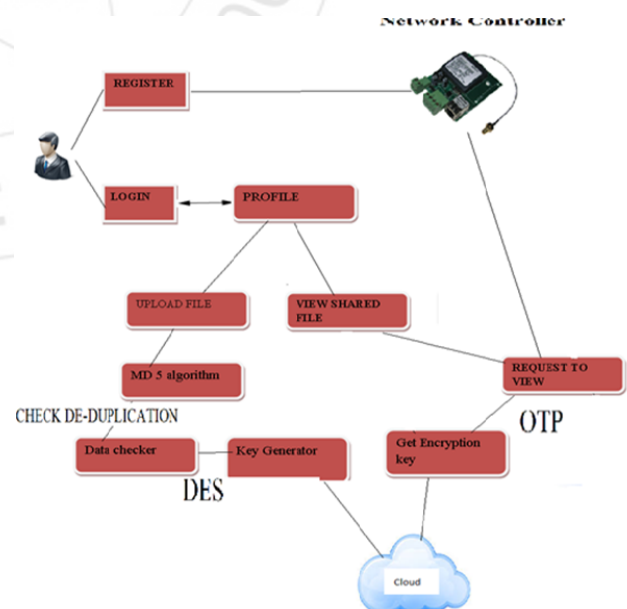 Network Controller
REGISTER
LOGIN
PROFILE
UPLOAD FILE
VIEW SHARED
FILE
MD 5 algorithm
REQUEST TO
VIEW
CHECK DE-DUPLICATION
OTP
Data checker
Key Generator
Get Encryption
key
DES
Cloud